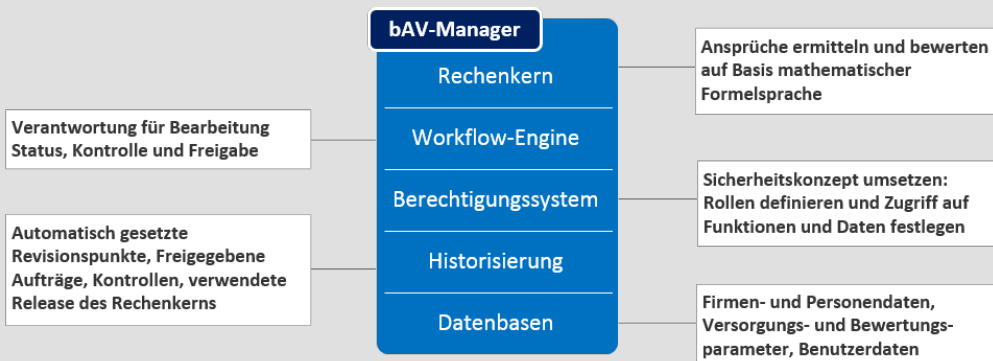 bAV-Manager
Rechenkern
Workflow-Engine
Berechtigungssystem
Historisierung
Datenbasen
Ansprüche ermitteln und bewerten
auf Basis mathematischer
Formelsprache
Verantwortung für Bearbeitung
Status, Kontrolle und Freigabe
Sicherheitskonzept umsetzen:
Rollen definieren und Zugriff auf
Funktionen und Daten festlegen
Automatisch gesetzte
Revisionspunkte, Freigegebene
Aufträge, Kontrollen, verwendete
Release des Rechenkerns
Firmen- und Personendaten,
Versorgungs- und Bewertungs-
parameter, Benutzerdaten